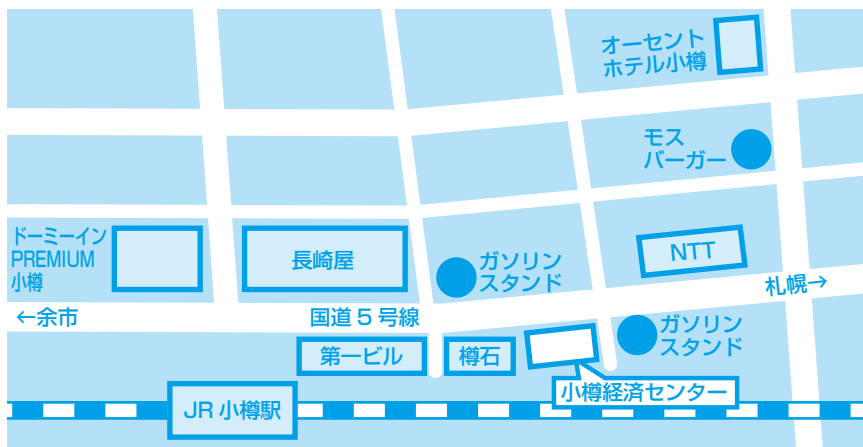 オーセント
ホテル小樽
モス
バーガー
ドーミーイン
PREMIUM
小樽
長崎屋
ガソリン
スタンド
NTT
札幌→
←余市
国道5号線
ガソリン
スタンド
第一ビル
樽石
小樽経済センター
JR 小樽駅